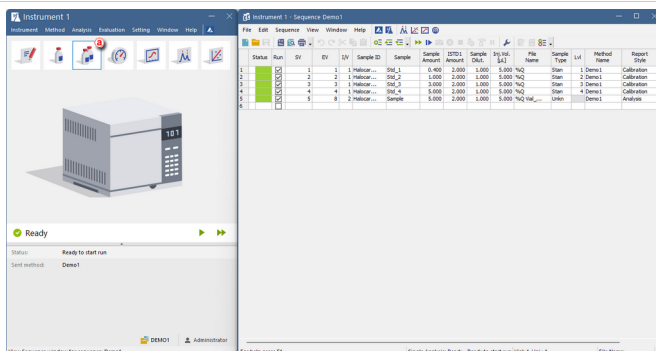 Instrument 1
Instrument Method Analysis Evaluation Setting Window Help
a
107
Ready
Status: Ready to start run
Sent method: Demo1
DEMO1 Administrator
Instrument 1 - Sequence Demo1
File Edit Sequence View Window Help
Status Run SV EV I/V Sample ID Sample Sample Amount ISTD1 Amount Sample Dilut. Inj.Vol. [µL] File Name Sample Type Lvl Method Name Report Style
1 1 1 1 Halocar... Std_1 0.400 2.000 1.000 5.000 %Q Stan 1 Demo1 Calibration
2 2 2 1 Halocar... Std_2 1.000 2.000 1.000 5.000 %Q Stan 2 Demo1 Calibration
3 3 3 1 Halocar... Std_3 3.000 2.000 1.000 5.000 %Q Stan 3 Demo1 Calibration
4 4 4 1 Halocar... Std_4 5.000 2.000 1.000 5.000 %Q Stan 4 Demo1 Calibration
5 5 8 2 Halocar... Sample 5.000 2.000 1.000 5.000 %Q Vial_... Unkn Demo1 Analysis
6